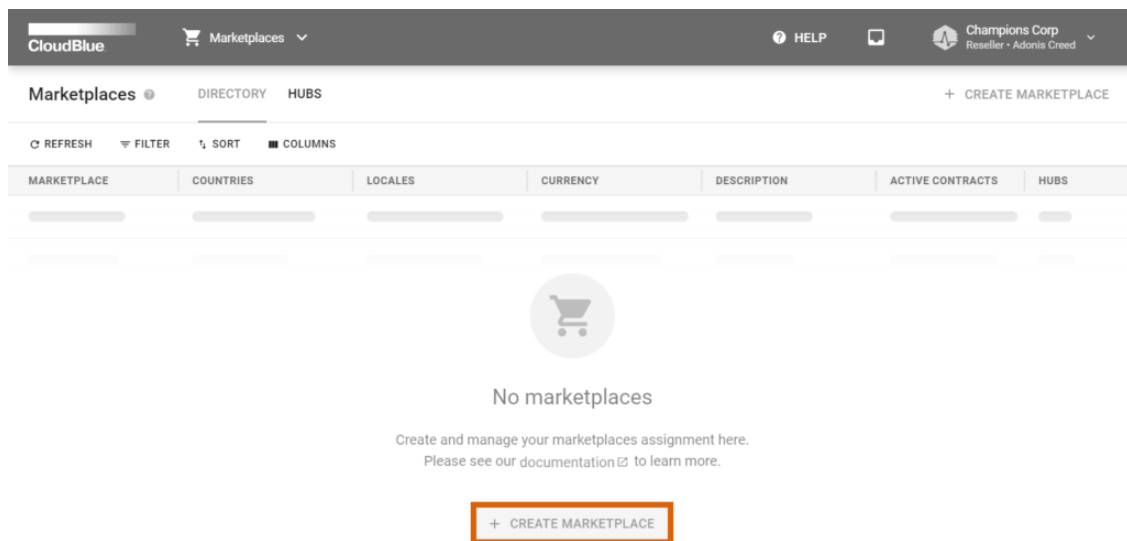 CloudBlue
Marketplaces
HELP
Champions Corp
Reseller • Adonis Creed
Marketplaces
DIRECTORY
HUBS
+ CREATE MARKETPLACE
REFRESH
FILTER
SORT
COLUMNS
MARKETPLACE
COUNTRIES
LOCALES
CURRENCY
DESCRIPTION
ACTIVE CONTRACTS
HUBS
No marketplaces
Create and manage your marketplaces assignment here.
Please see our documentation to learn more.
+ CREATE MARKETPLACE